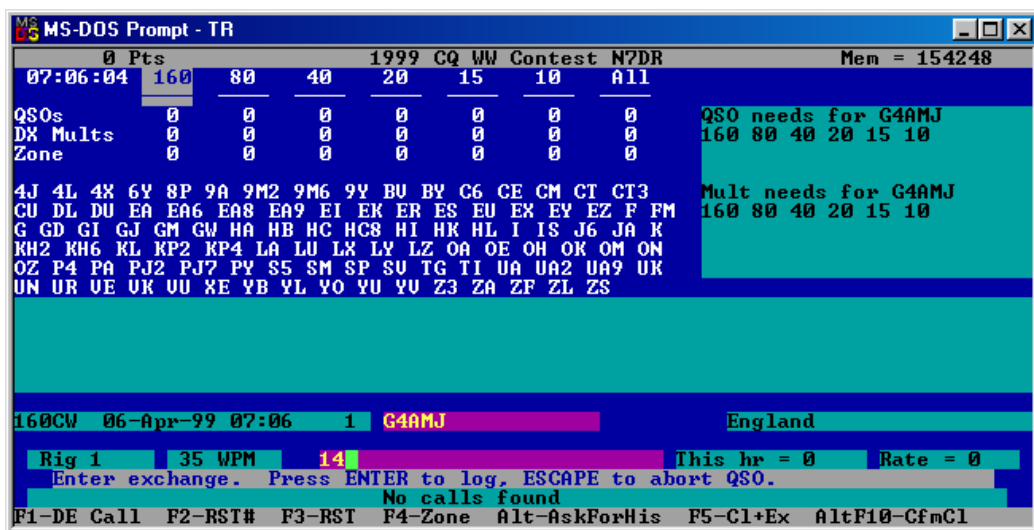 MS-DOS Prompt - TR
0 Pts 1999 CQ WW Contest N7DR Mem = 154248
07:06:04 160 80 40 20 15 10 All
QSOs 0 0 0 0 0 0 0 QSO needs for G4AMJ
DX Mults 0 0 0 0 0 0 0 160 80 40 20 15 10
Zone 0 0 0 0 0 0 0
4J 4L 4X 6Y 8P 9A 9M2 9M6 9Y BV BY C6 CE CM CT CT3 Mult needs for G4AMJ
CU DL DU EA EA6 EA8 EA9 EI EK ER ES EU EX EY EZ F FM 160 80 40 20 15 10
G GD GI GJ GM GW HA HB HC HC8 HI HK HL I IS J6 JA K
KH2 KH6 KL KP2 KP4 LA LU LX LY LZ OA OE OH OK OM ON
OZ P4 PA PJ2 PJ7 PY S5 SM SP SV TG TI UA UA2 UA9 UK
UN UR VE VK VU XE YB YL YO YU YV Z3 ZA ZF ZL ZS
160CW 06-Apr-99 07:06 1 G4AMJ England
Rig 1 35 WPM 14 This hr = 0 Rate = 0
Enter exchange. Press ENTER to log, ESCAPE to abort QSO.
No calls found
F1-DE Call F2-RST# F3-RST F4-Zone Alt-AskForHis F5-Cl+Ex AltF10-CfmCl